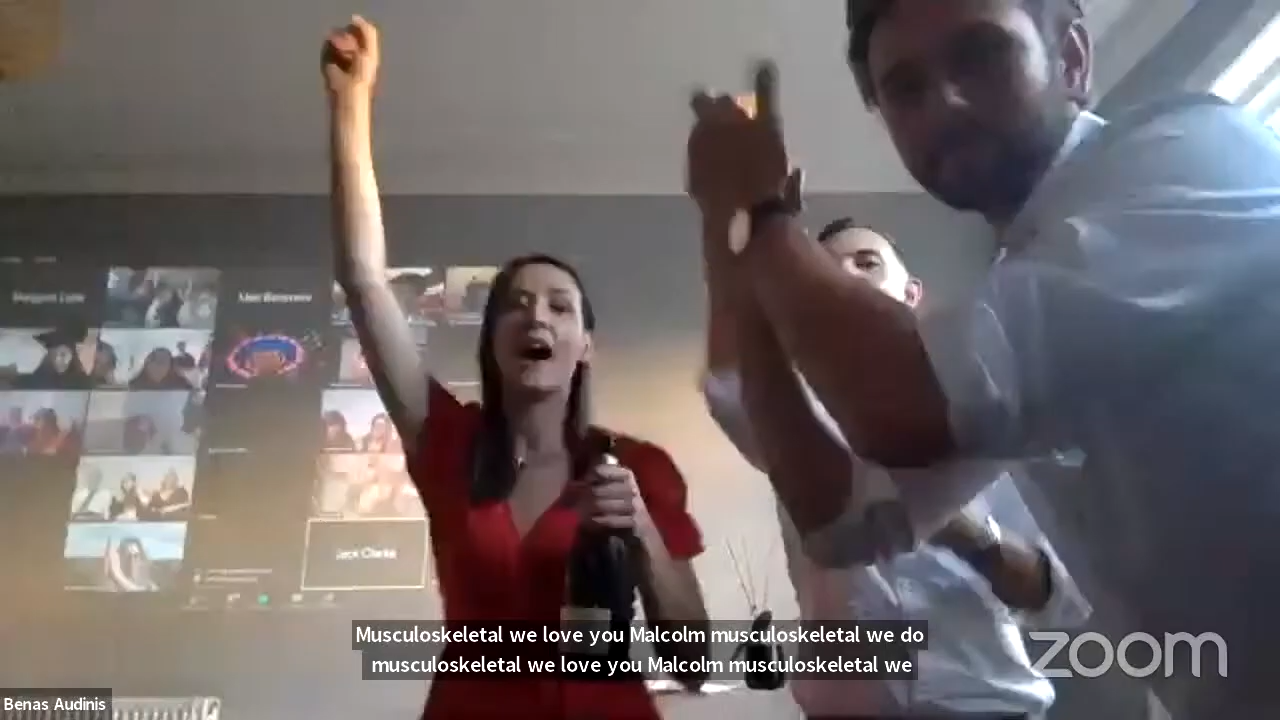 Jack Clarke
Musculoskeletal we love you Malcolm musculoskeletal we do
musculoskeletal we love you Malcolm musculoskeletal we
zoom
Benas Audinis